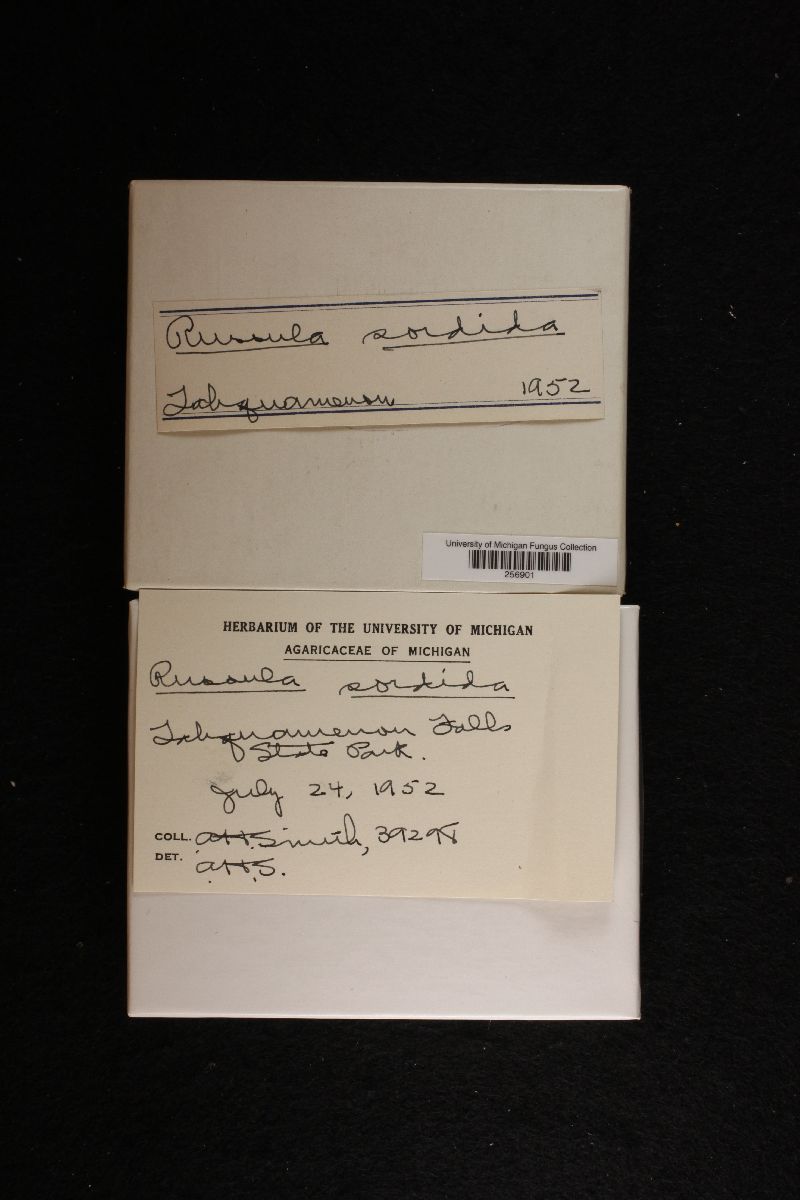 Russula sordida
Tahquamenon 1952
University of Michigan Fungus Collection
256901
HERBARIUM OF THE UNIVERSITY OF MICHIGAN
AGARICACEAE OF MICHIGAN
Russula sordida
Tahquamenon Falls
State Park.
July 24, 1952
COLL. A.H. Smith, 39298
DET. A.H.S.